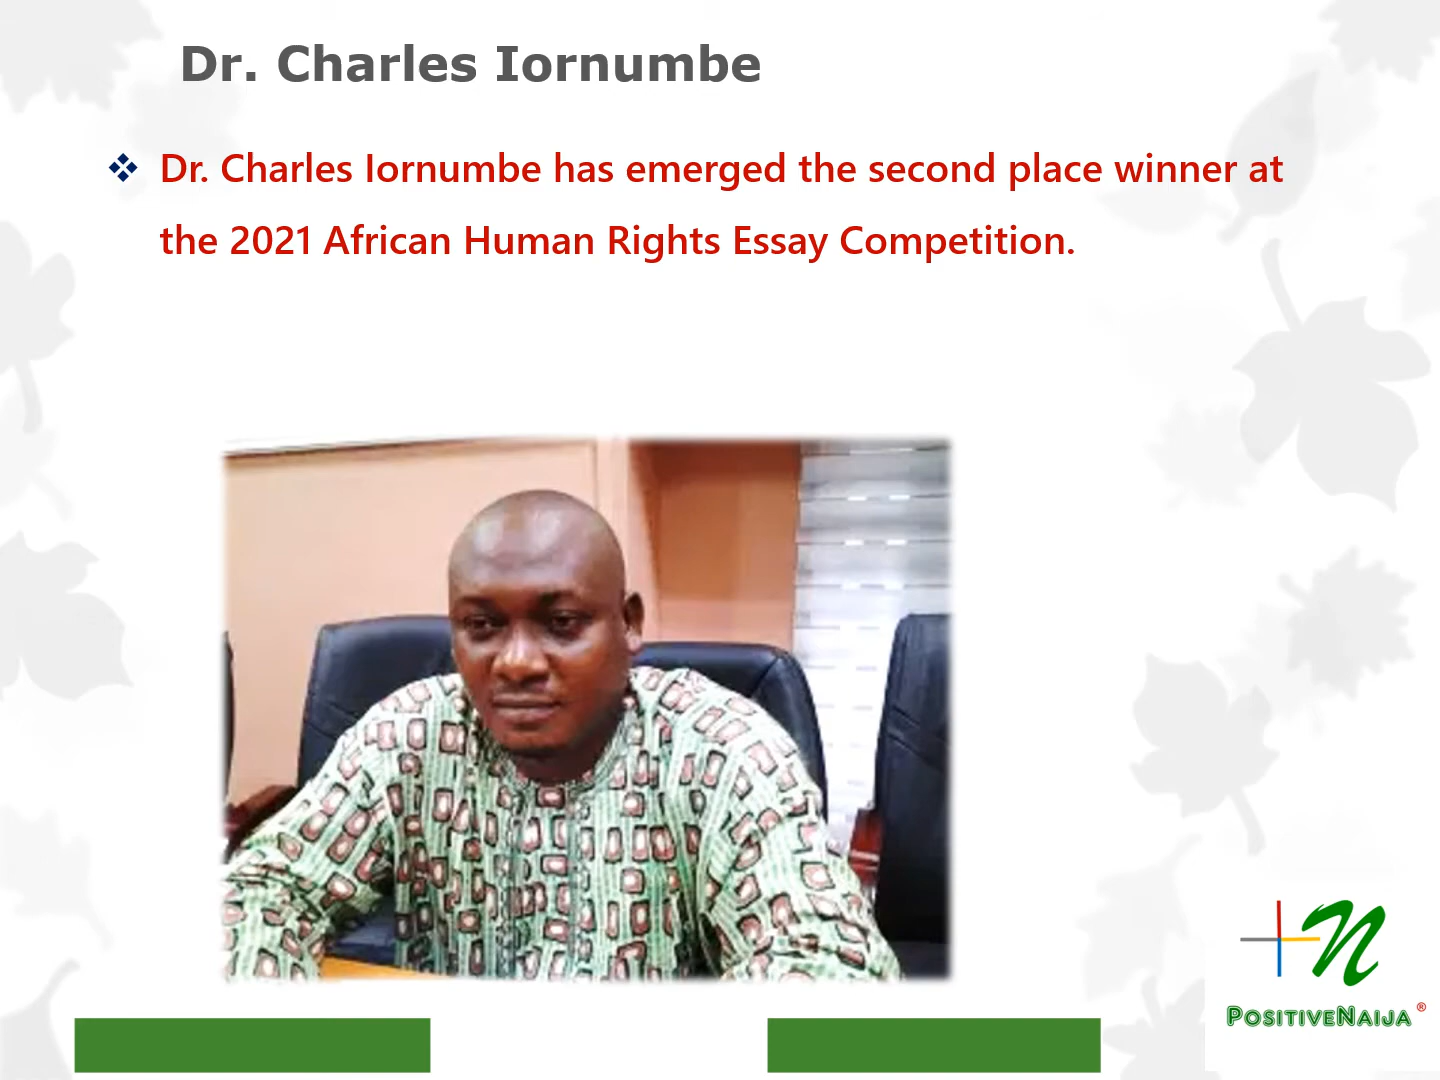 Dr. Charles Iornumbe
Dr. Charles Iornumbe has emerged the second place winner at
the 2021 African Human Rights Essay Competition.
+N
PositiveNaija®